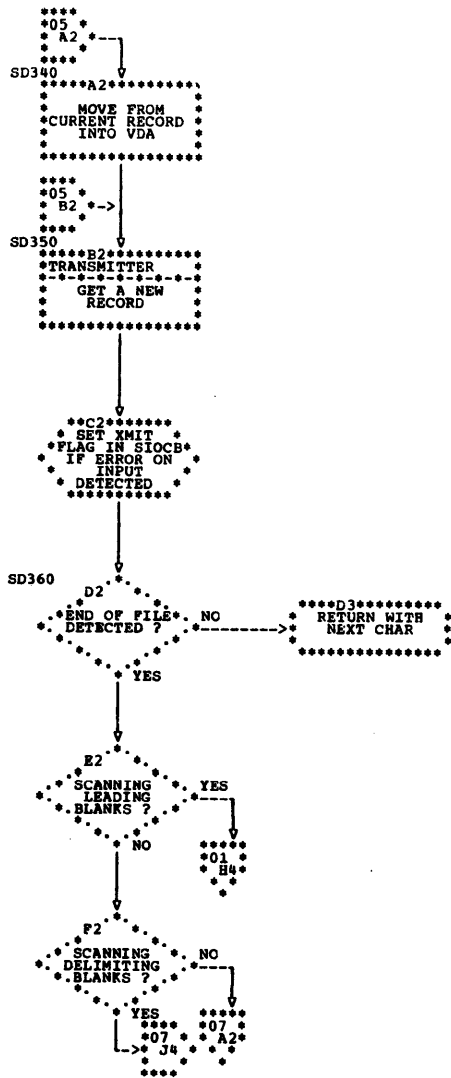 05
A2
SD340
A2
MOVE FROM
CURRENT RECORD
INTO VDA
05
B2
SD350
B2
TRANSMITTER
GET A NEW
RECORD
C2
SET XMIT
FLAG IN SIOCB
IF ERROR ON
INPUT
DETECTED
SD360
D2
END OF FILE
DETECTED ?
NO
D3
RETURN WITH
NEXT CHAR
YES
E2
SCANNING
LEADING
BLANKS ?
YES
NO
01
H4
F2
SCANNING
DELIMITING
BLANKS ?
NO
YES
07
J4
07
A2